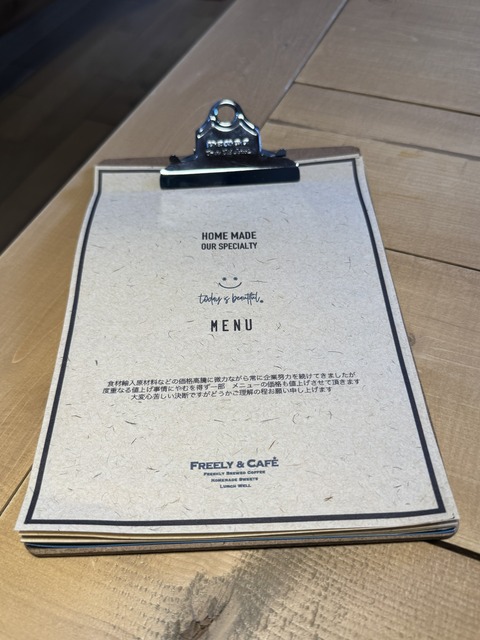 HOME MADE
OUR SPECIALTY
today is beautiful.
MENU
食材輸入原材料などの価格高騰に微力ながら常に企業努力を続けてきましたが
度重なる値上げ事情にやむを得ず一部 メニューの価格も値上げさせて頂きます
大変心苦しい決断ですがどうかご理解の程お願い申し上げます
FREELY & CAFÉ
FRESHLY BREWED COFFEE
HOMEMADE SWEETS
LUNCH WELL